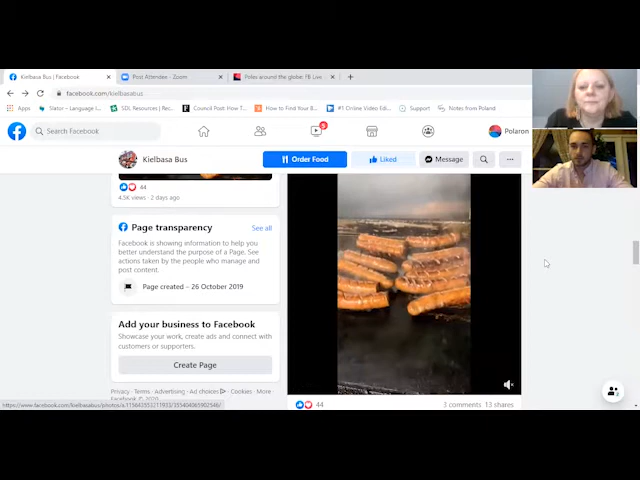 Kielbasa Bus | Facebook
Post Attendee - Zoom
Poles around the globe: FB Live
facebook.com/kielbasabus
Apps
Slator – Language I...
SDL Resources | Rec...
Council Post: How T...
How to Find Your B...
#1 Online Video Edi...
Support
Notes from Poland
Search Facebook
9
Polaron
Kielbasa Bus
Order Food
Liked
Message
44
4.5K views · 2 days ago
Page transparency
See all
Facebook is showing information to help you
better understand the purpose of a Page. See
actions taken by the people who manage and
post content.
Page created – 26 October 2019
Add your business to Facebook
Showcase your work, create ads and connect with
customers or supporters.
Create Page
Privacy · Terms · Advertising · Ad choices · Cookies · More ·
Facebook © 2020
44
3 comments 13 shares